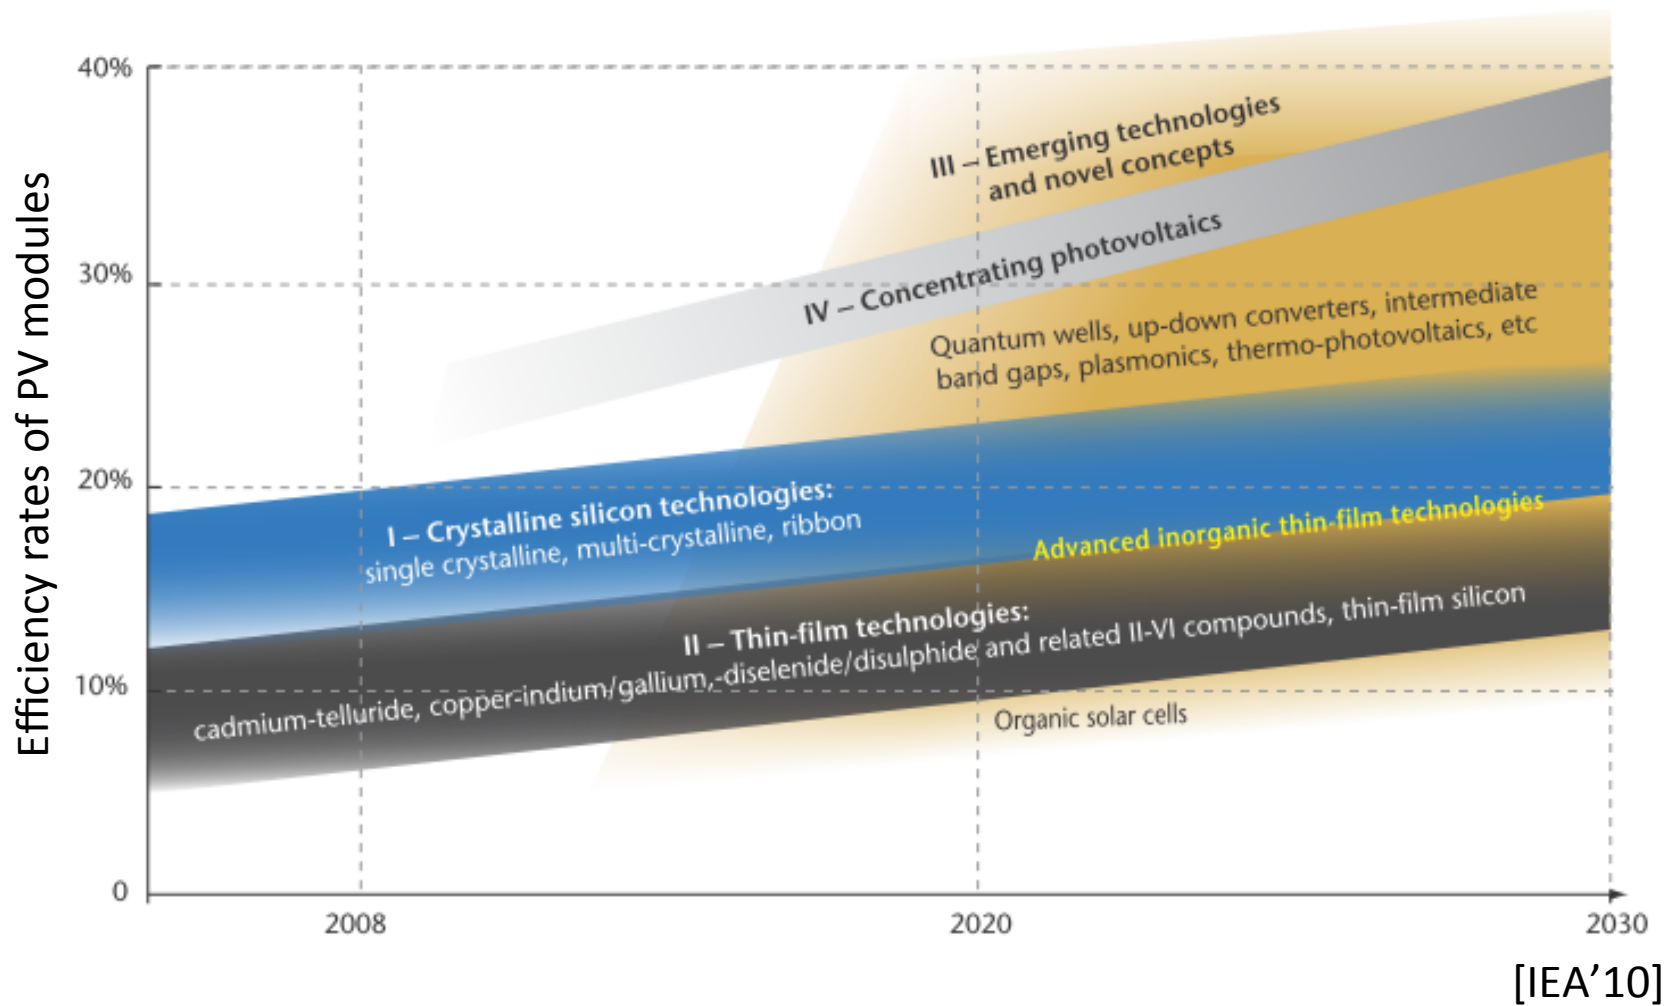 Efficiency rates of PV modules
40%
30%
20%
10%
0
III – Emerging technologies
and novel concepts
IV – Concentrating photovoltaics
Quantum wells, up-down converters, intermediate
band gaps, plasmonics, thermo-photovoltaics, etc
I – Crystalline silicon technologies:
single crystalline, multi-crystalline, ribbon
Advanced inorganic thin-film technologies
II – Thin-film technologies:
cadmium-telluride, copper-indium/gallium,-diselenide/disulphide and related II-VI compounds, thin-film silicon
Organic solar cells
2008
2020
2030
[IEA’10]